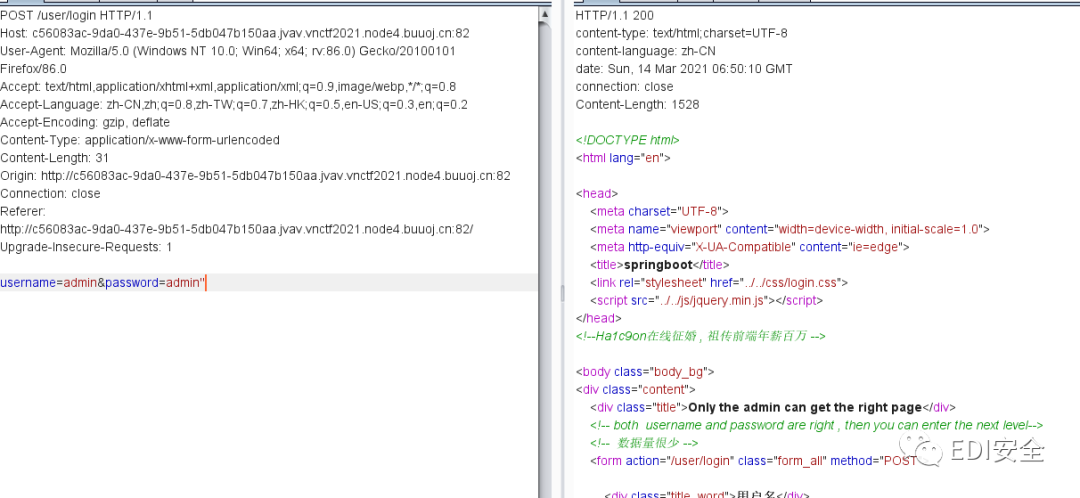 POST /user/login HTTP/1.1
Host: c56083ac-9da0-437e-9b51-5db047b150aa.jvav.vnctf2021.node4.buuoj.cn:82
User-Agent: Mozilla/5.0 (Windows NT 10.0; Win64; x64; rv:86.0) Gecko/20100101
Firefox/86.0
Accept: text/html,application/xhtml+xml,application/xml;q=0.9,image/webp,*/*;q=0.8
Accept-Language: zh-CN,zh;q=0.8,zh-TW;q=0.7,zh-HK;q=0.5,en-US;q=0.3,en;q=0.2
Accept-Encoding: gzip, deflate
Content-Type: application/x-www-form-urlencoded
Content-Length: 31
Origin: http://c56083ac-9da0-437e-9b51-5db047b150aa.jvav.vnctf2021.node4.buuoj.cn:82
Connection: close
Referer:
http://c56083ac-9da0-437e-9b51-5db047b150aa.jvav.vnctf2021.node4.buuoj.cn:82/
Upgrade-Insecure-Requests: 1
username=admin&password=admin"
HTTP/1.1 200
content-type: text/html;charset=UTF-8
content-language: zh-CN
date: Sun, 14 Mar 2021 06:50:10 GMT
connection: close
Content-Length: 1528
<!DOCTYPE html>
<html lang="en">
<head>
<meta charset="UTF-8">
<meta name="viewport" content="width=device-width, initial-scale=1.0">
<meta http-equiv="X-UA-Compatible" content="ie=edge">
<title>springboot</title>
<link rel="stylesheet" href="../../css/login.css">
<script src="../../js/jquery.min.js"></script>
</head>
<!--Ha1c9on在线征婚 , 祖传前端年薪百万 -->
<body class="body_bg">
<div class="content">
<div class="title">Only the admin can get the right page</div>
<!-- both  username and password are right , then you can enter the next level-->
<!--  数据量很少 -->
<form action="/user/login" class="form_all" method="POST
<div class="title_word">用户名</div>
EDI安全